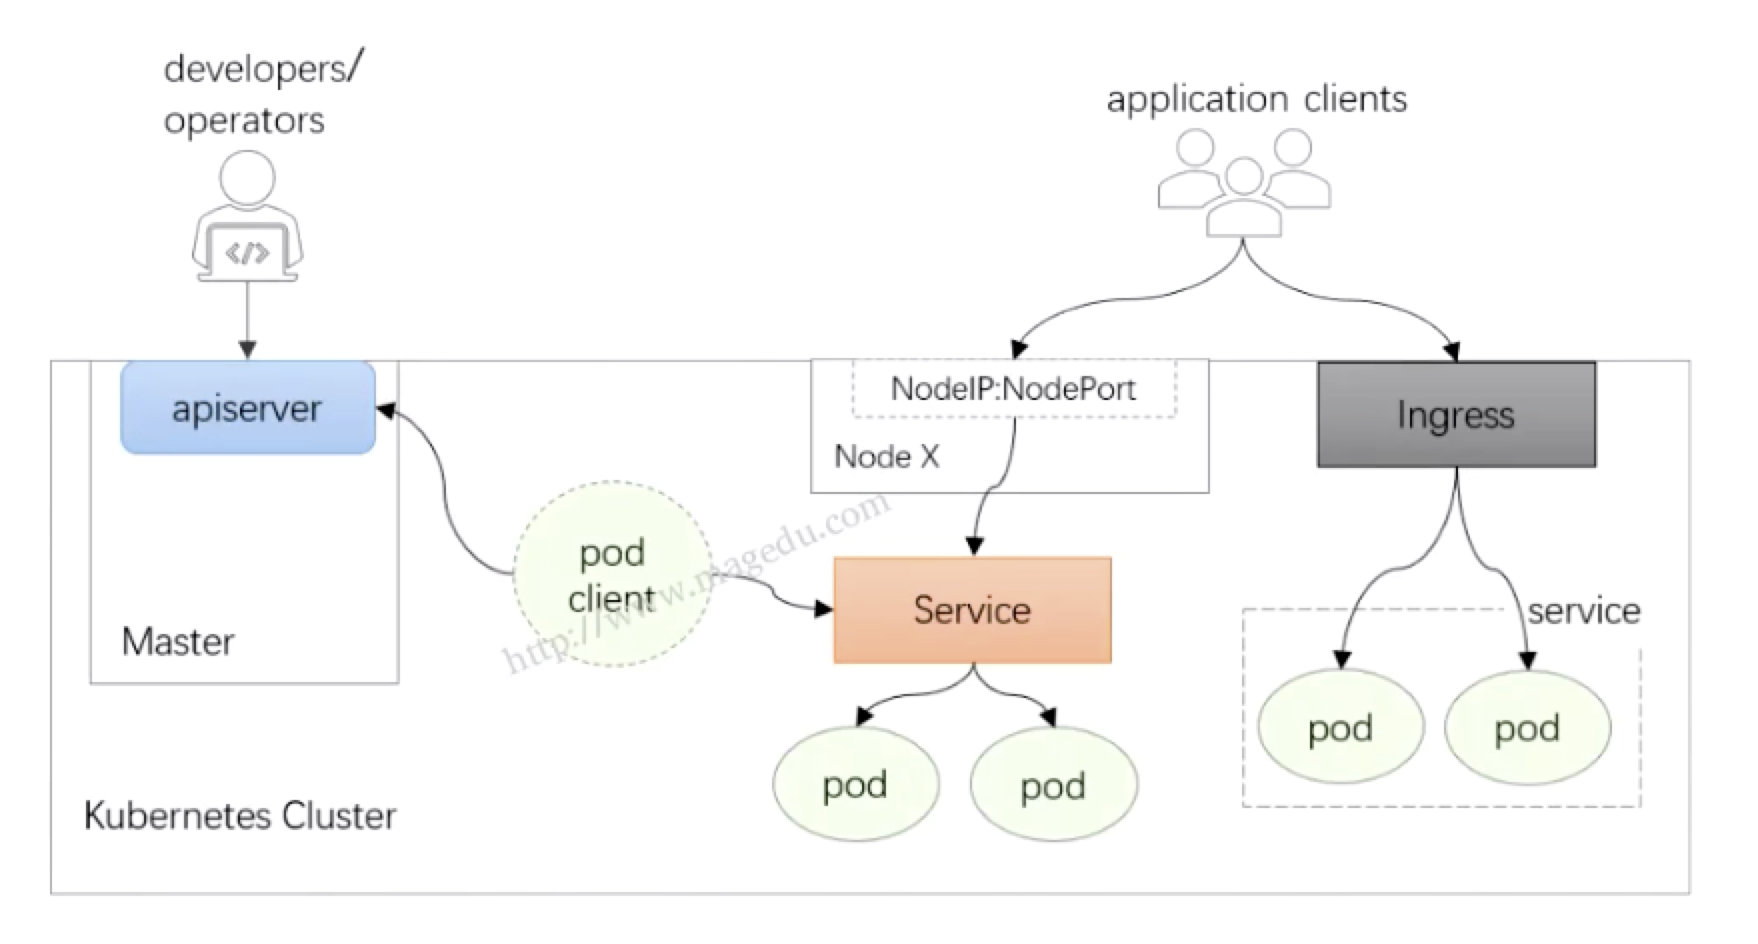 developers/
operators
application clients
</>
apiserver
NodeIP:NodePort
Ingress
Node X
pod
client
http://www.magedu.com
Service
service
Master
pod
pod
pod
pod
Kubernetes Cluster